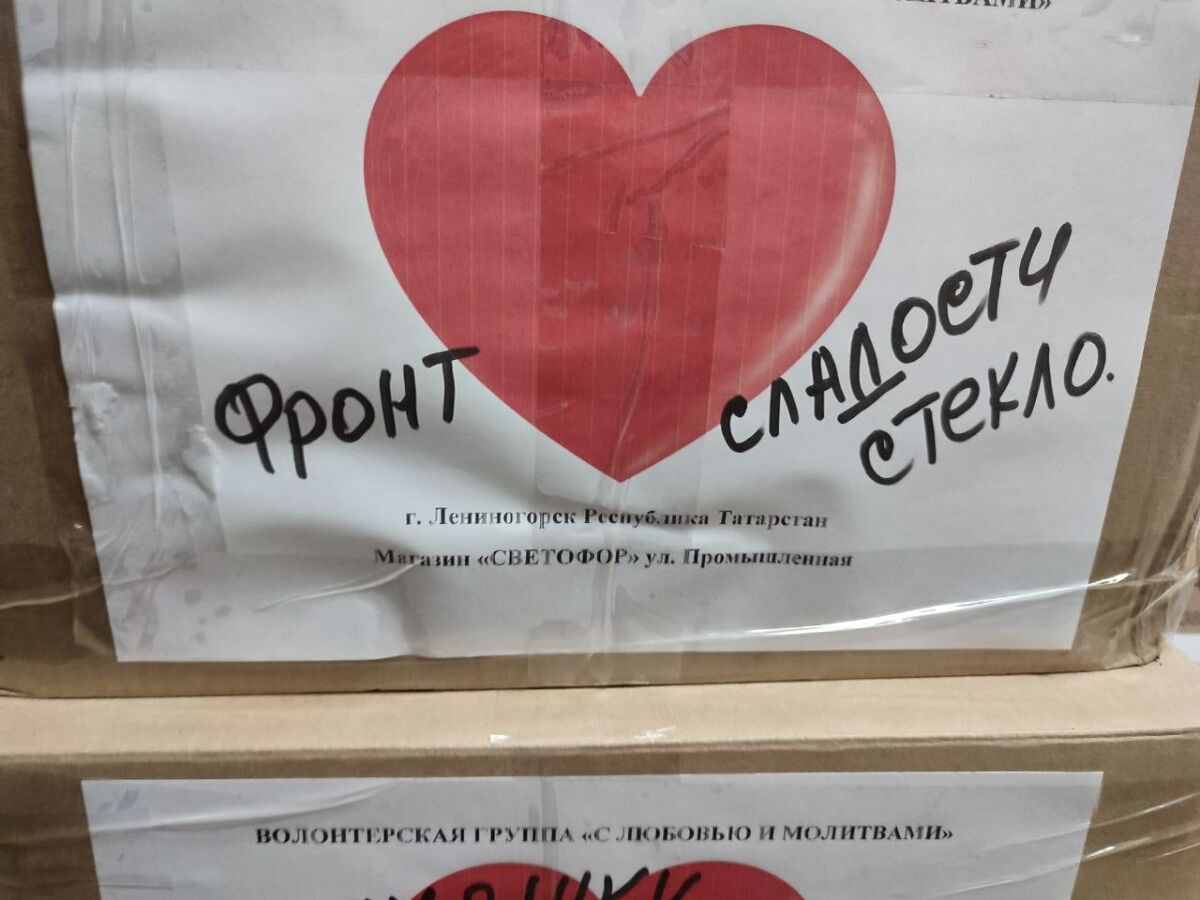 ФРОНТ
СЛАДОСТИ
СТЕКЛО.
г. Лениногорск Республика Татарстан
Магазин «СВЕТОФОР» ул. Промышленная
ВОЛОНТЕРСКАЯ ГРУППА «С ЛЮБОВЬЮ И МОЛИТВАМИ»